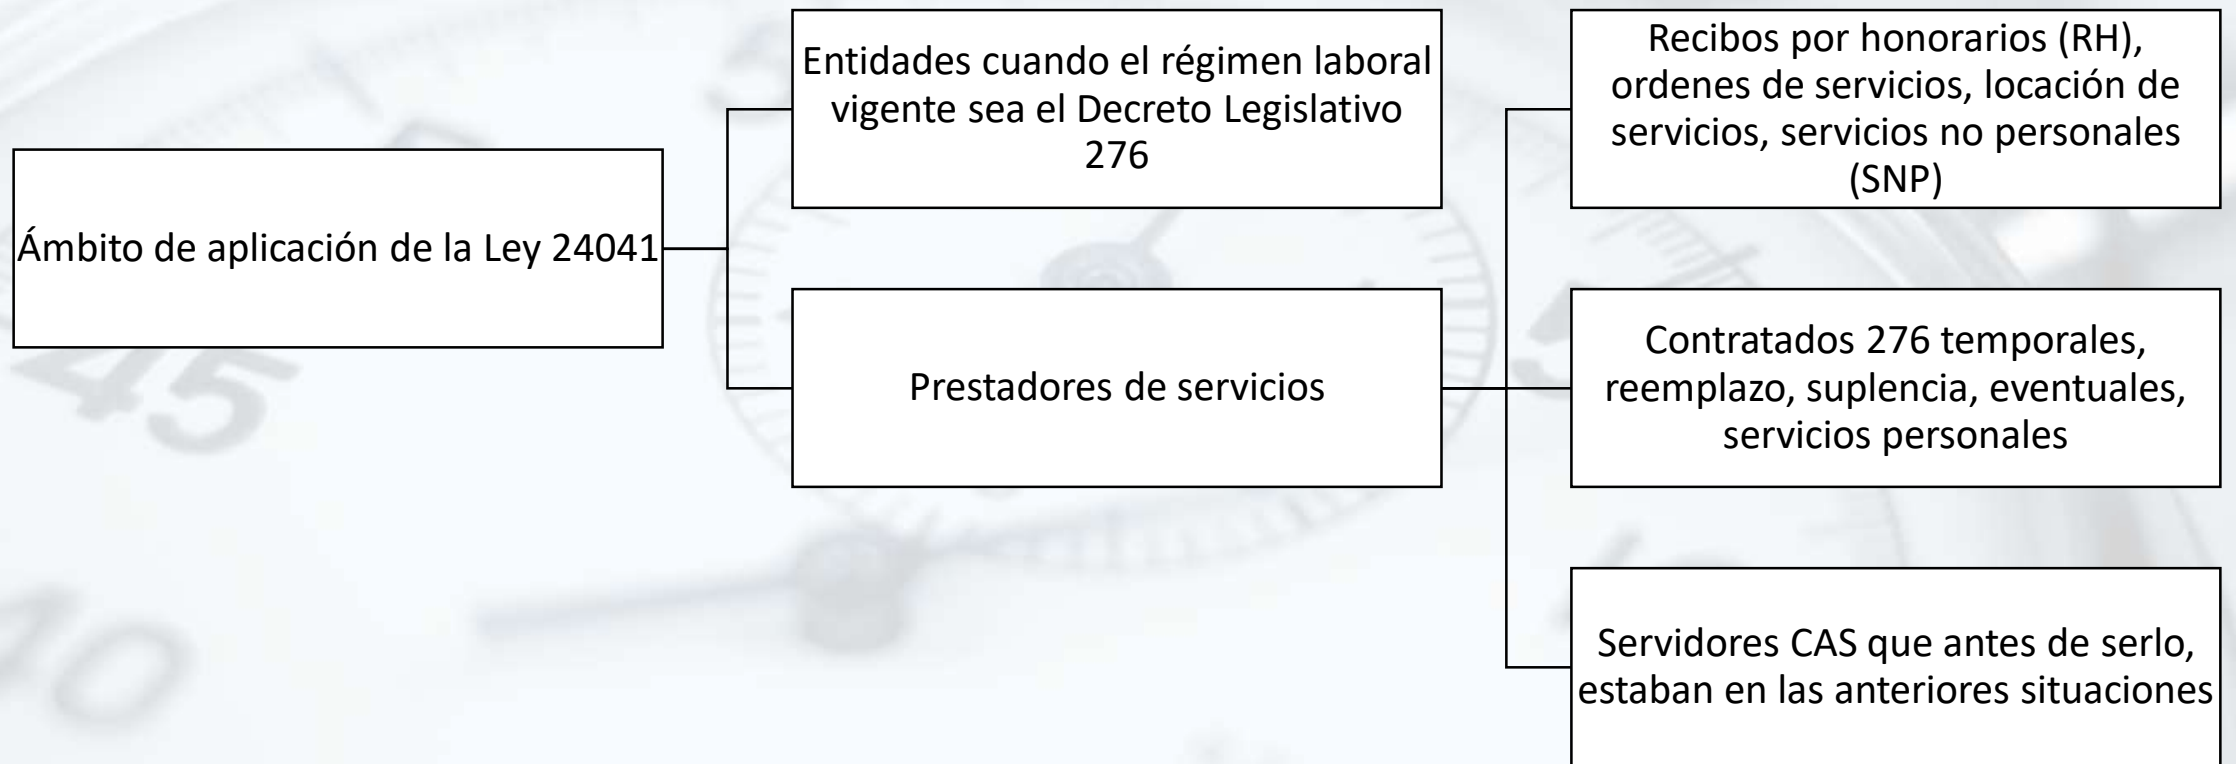 Ámbito de aplicación de la Ley 24041
Entidades cuando el régimen laboral
vigente sea el Decreto Legislativo
276
Prestadores de servicios
Recibos por honorarios (RH),
ordenes de servicios, locación de
servicios, servicios no personales
(SNP)
Contratados 276 temporales,
reemplazo, suplencia, eventuales,
servicios personales
Servidores CAS que antes de serlo,
estaban en las anteriores situaciones
45
40